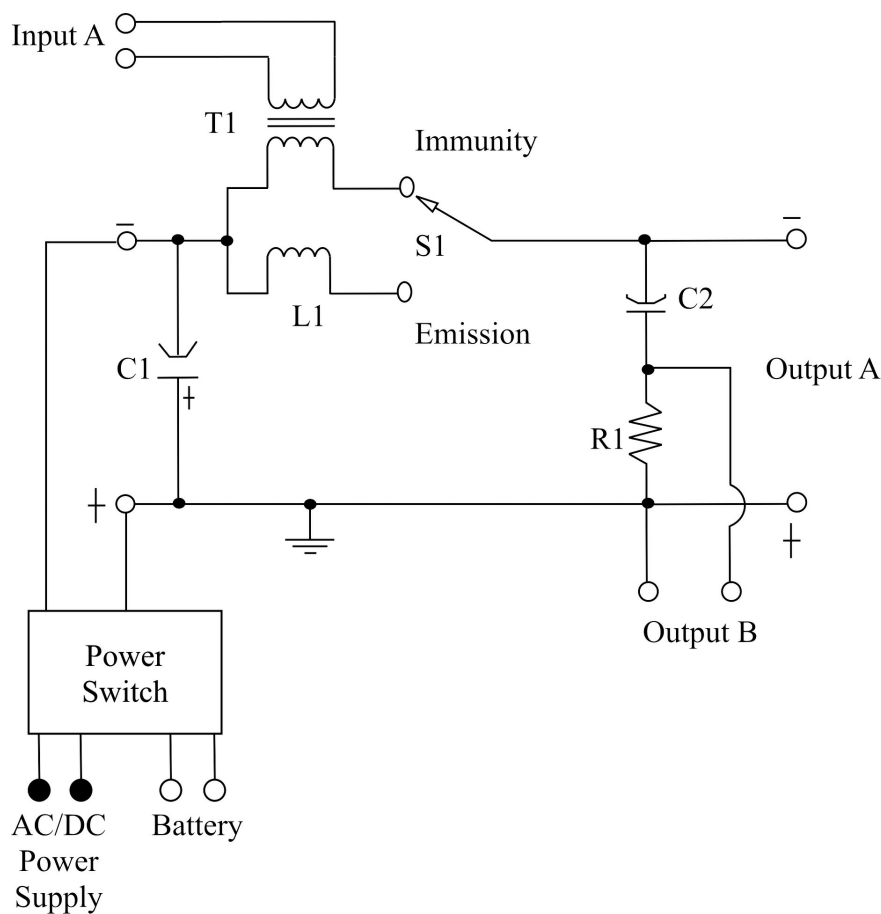 Input A
T1
Immunity
−
−
S1
L1
C2
Emission
C1
+
Output A
R1
+
+
Output B
Power
Switch
AC/DC
Power
Supply
Battery